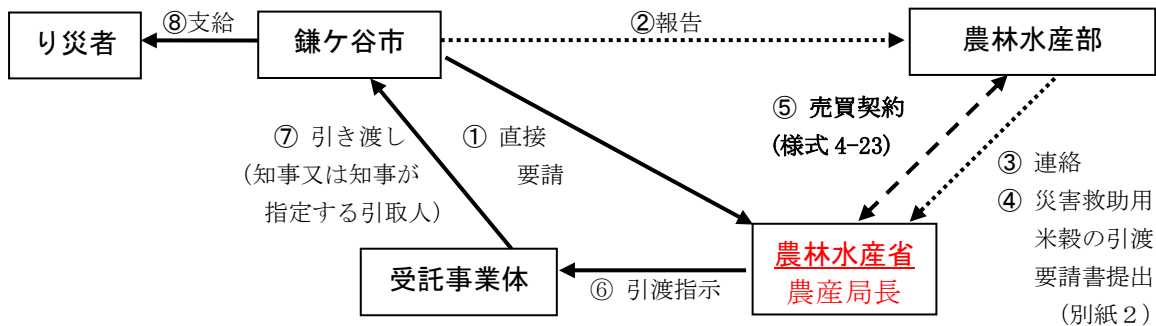 ⑧支給
②報告
り災者
鎌ケ谷市
農林水産部
⑤ 売買契約
(様式 4-23)
⑦ 引き渡し
(知事又は知事が
指定する引取人)
① 直接
要請
③ 連絡
④ 災害救助用
米穀の引渡
要請書提出
(別紙2)
受託事業体
⑥ 引渡指示
農林水産省
農産局長